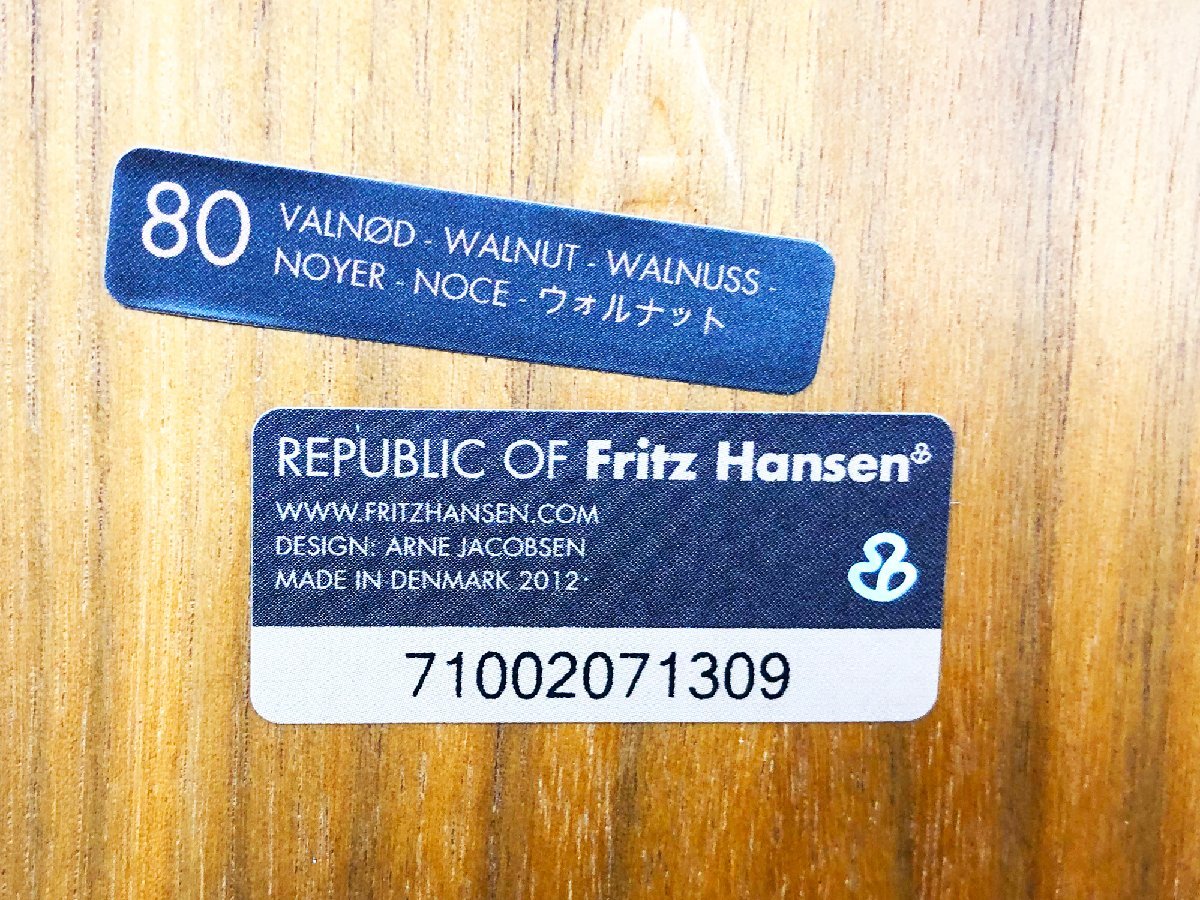 80
VALNØD - WALNUT - WALNUSS -
NOYER - NOCE - ウォルナット
REPUBLIC OF Fritz Hansen
WWW.FRITZHANSEN.COM
DESIGN: ARNE JACOBSEN
MADE IN DENMARK 2012
71002071309